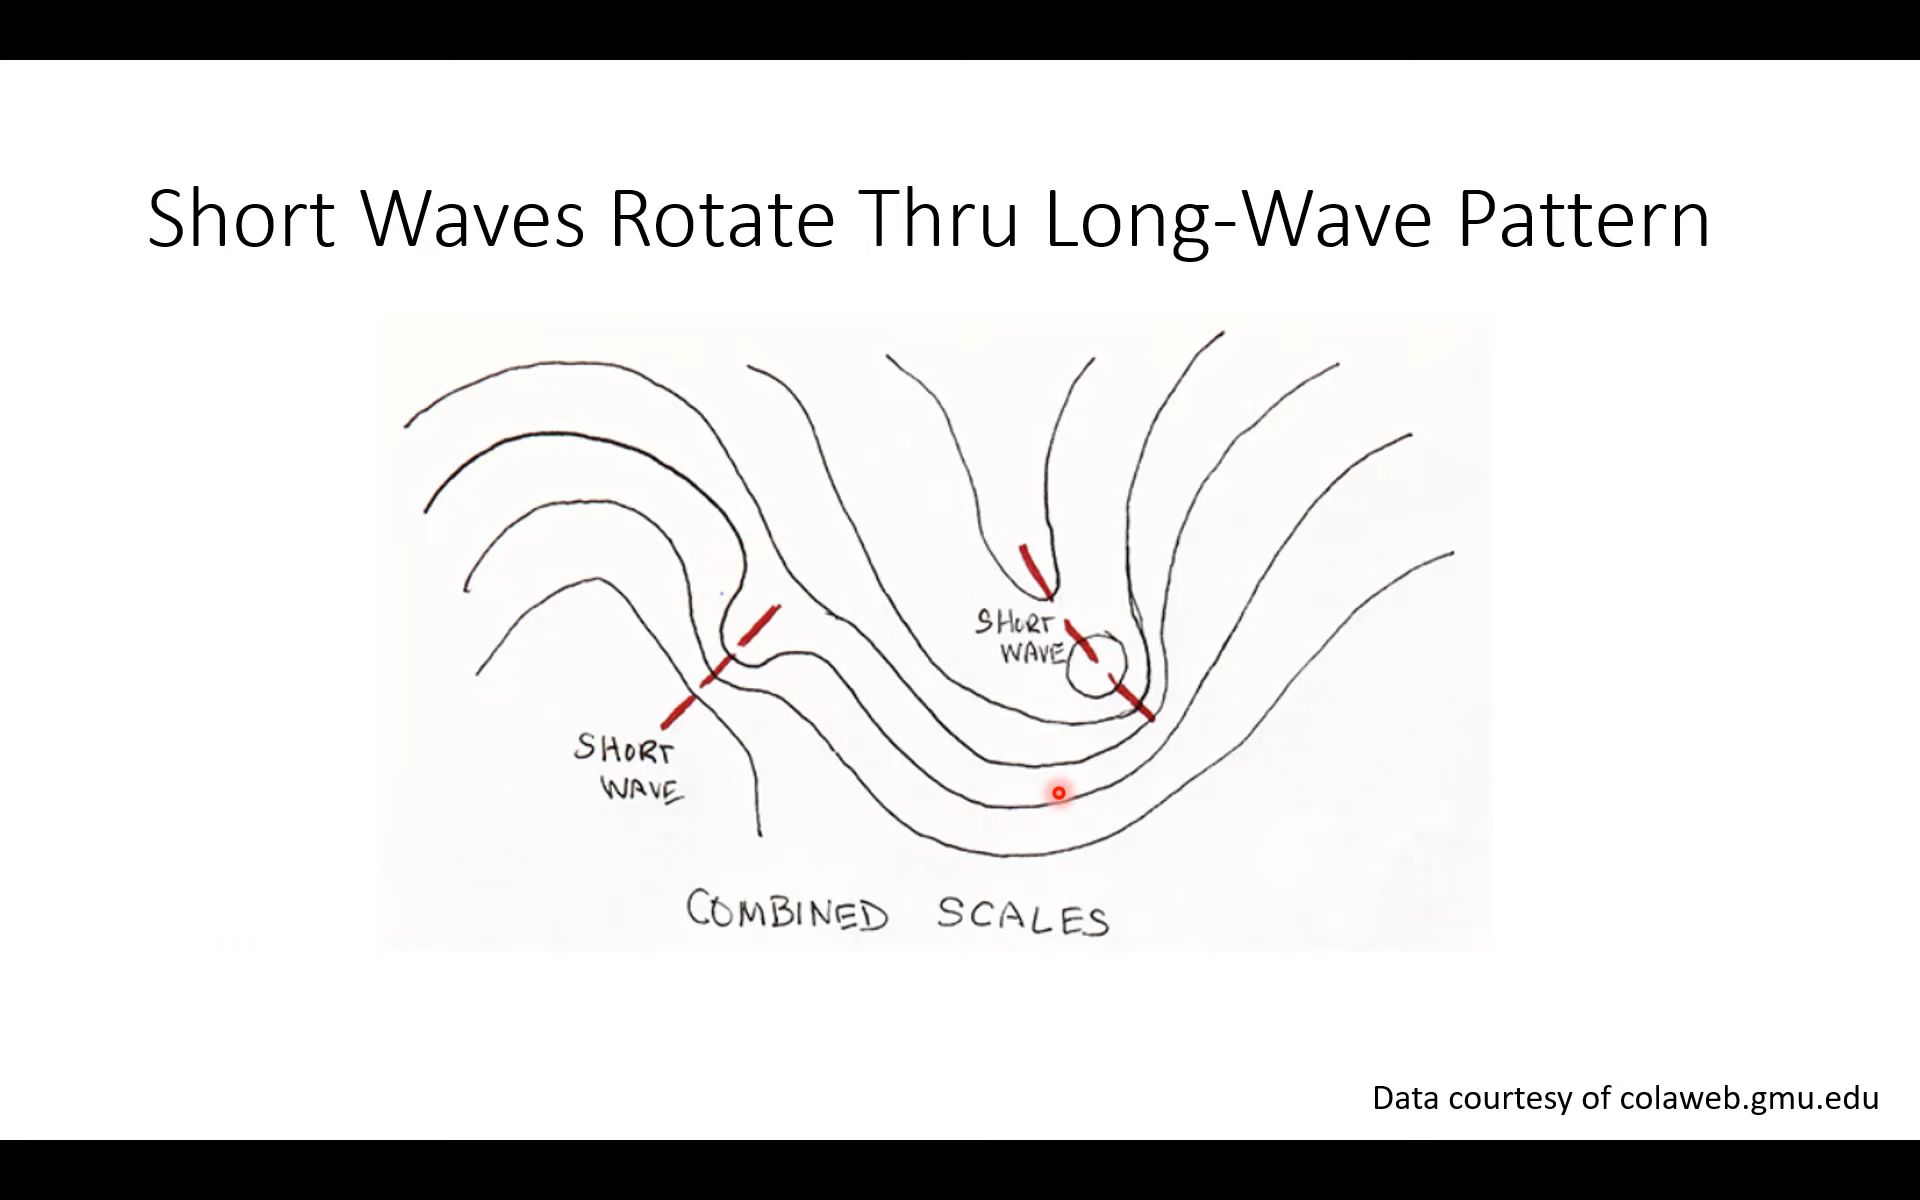 Short Waves Rotate Thru Long-Wave Pattern
SHORT
WAVE
SHORT
WAVE
COMBINED SCALES
Data courtesy of colaweb.gmu.edu